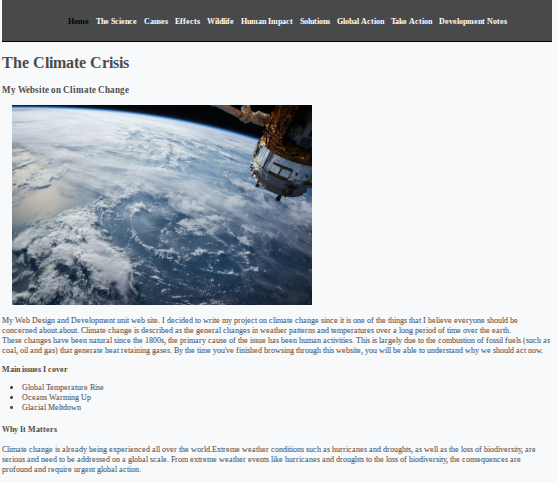 Home The Science Causes Effects Wildlife Human Impact Solutions Global Action Take Action Development Notes
The Climate Crisis
My Website on Climate Change
My Web Design and Development unit web site. I decided to write my project on climate change since it is one of the things that I believe everyone should be
concerned about.about. Climate change is described as the general changes in weather patterns and temperatures over a long period of time over the earth.
These changes have been natural since the 1800s, the primary cause of the issue has been human activities. This is largely due to the combustion of fossil fuels (such as
coal, oil and gas) that generate heat retaining gases. By the time you've finished browsing through this website, you will be able to understand why we should act now.
Main issues I cover
Global Temperature Rise
Oceans Warming Up
Glacial Meltdown
Why It Matters
Climate change is already being experienced all over the world.Extreme weather conditions such as hurricanes and droughts, as well as the loss of biodiversity, are
serious and need to be addressed on a global scale. From extreme weather events like hurricanes and droughts to the loss of biodiversity, the consequences are
profound and require urgent global action.